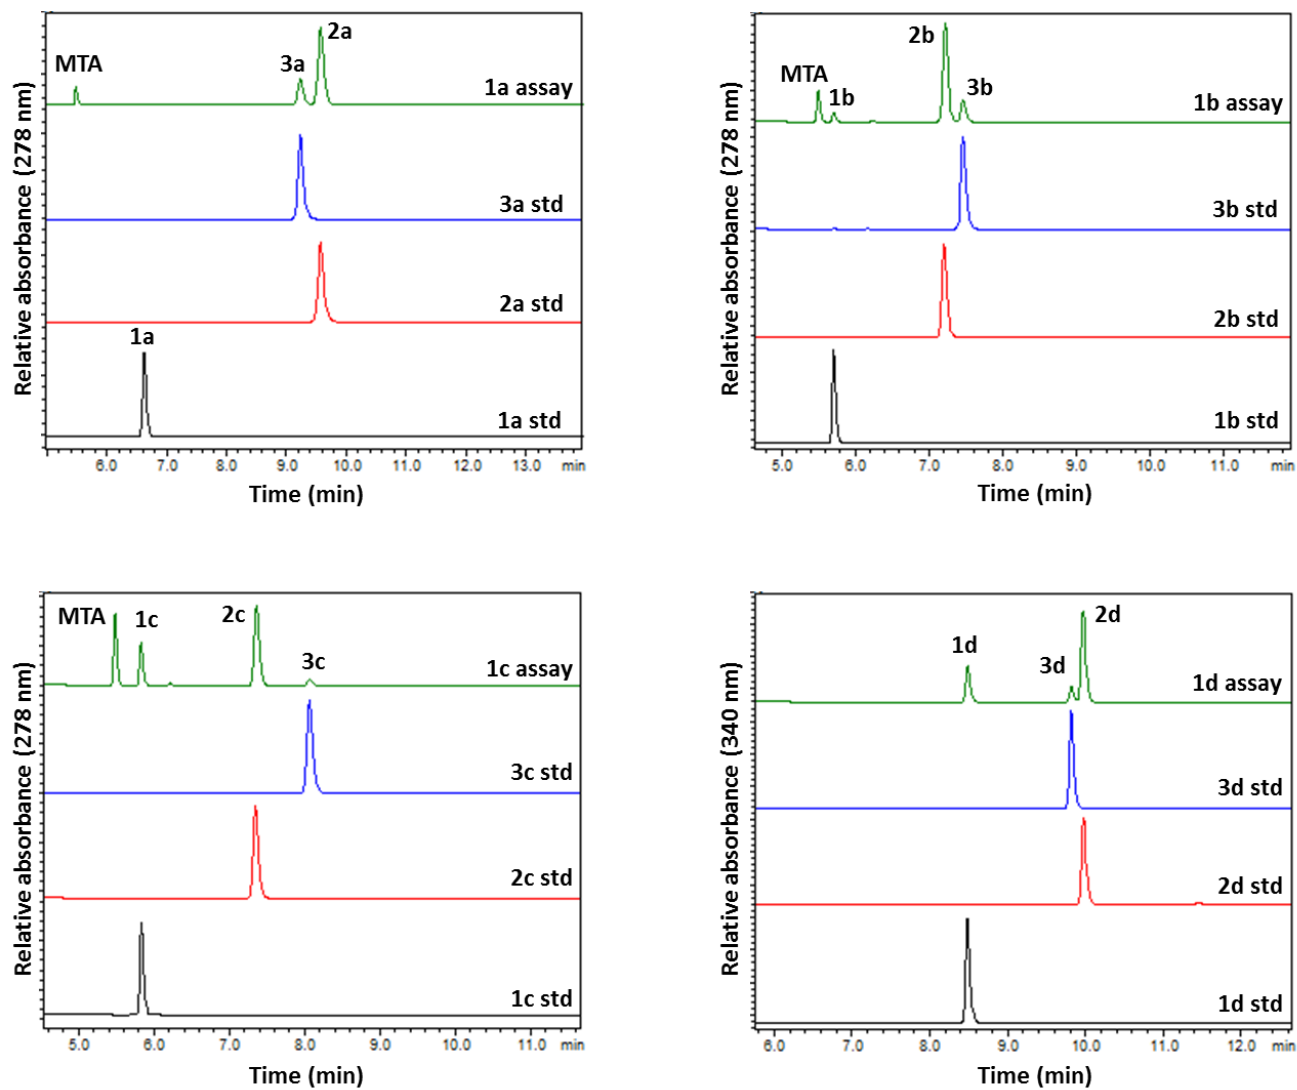 Relative absorbance (278 nm)
MTA
3a
2a
1a assay
3a std
2a std
1a
1a std
6.0 7.0 8.0 9.0 10.0 11.0 12.0 13.0 min
Time (min)
Relative absorbance (278 nm)
MTA
1b
2b
3b
1b assay
3b std
2b std
1b std
5.0 6.0 7.0 8.0 9.0 10.0 11.0 min
Time (min)
Relative absorbance (278 nm)
MTA
1c
2c
3c
1c assay
3c std
2c std
1c std
5.0 6.0 7.0 8.0 9.0 10.0 11.0 min
Time (min)
Relative absorbance (340 nm)
1d
3d
2d
1d assay
3d std
2d std
1d std
6.0 7.0 8.0 9.0 10.0 11.0 12.0 min
Time (min)